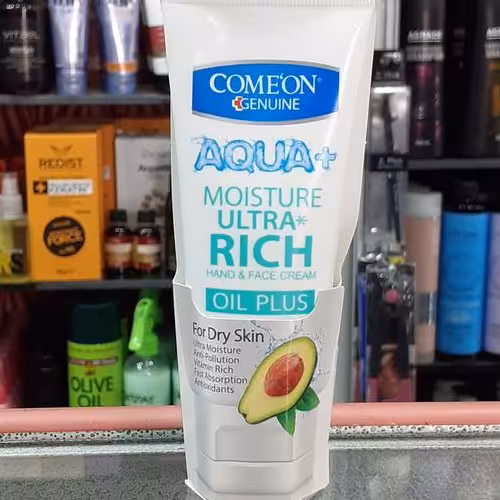 COME'ON®
GENUINE
AQUA+
MOISTURE
ULTRA*
RICH
HAND & FACE CREAM
OIL PLUS
For Dry Skin
Ultra Moisture
Anti-Pollution
Vitamin Rich
Fast Absorption
Antioxidants
REDIST
FORCE
OLIVE
OIL